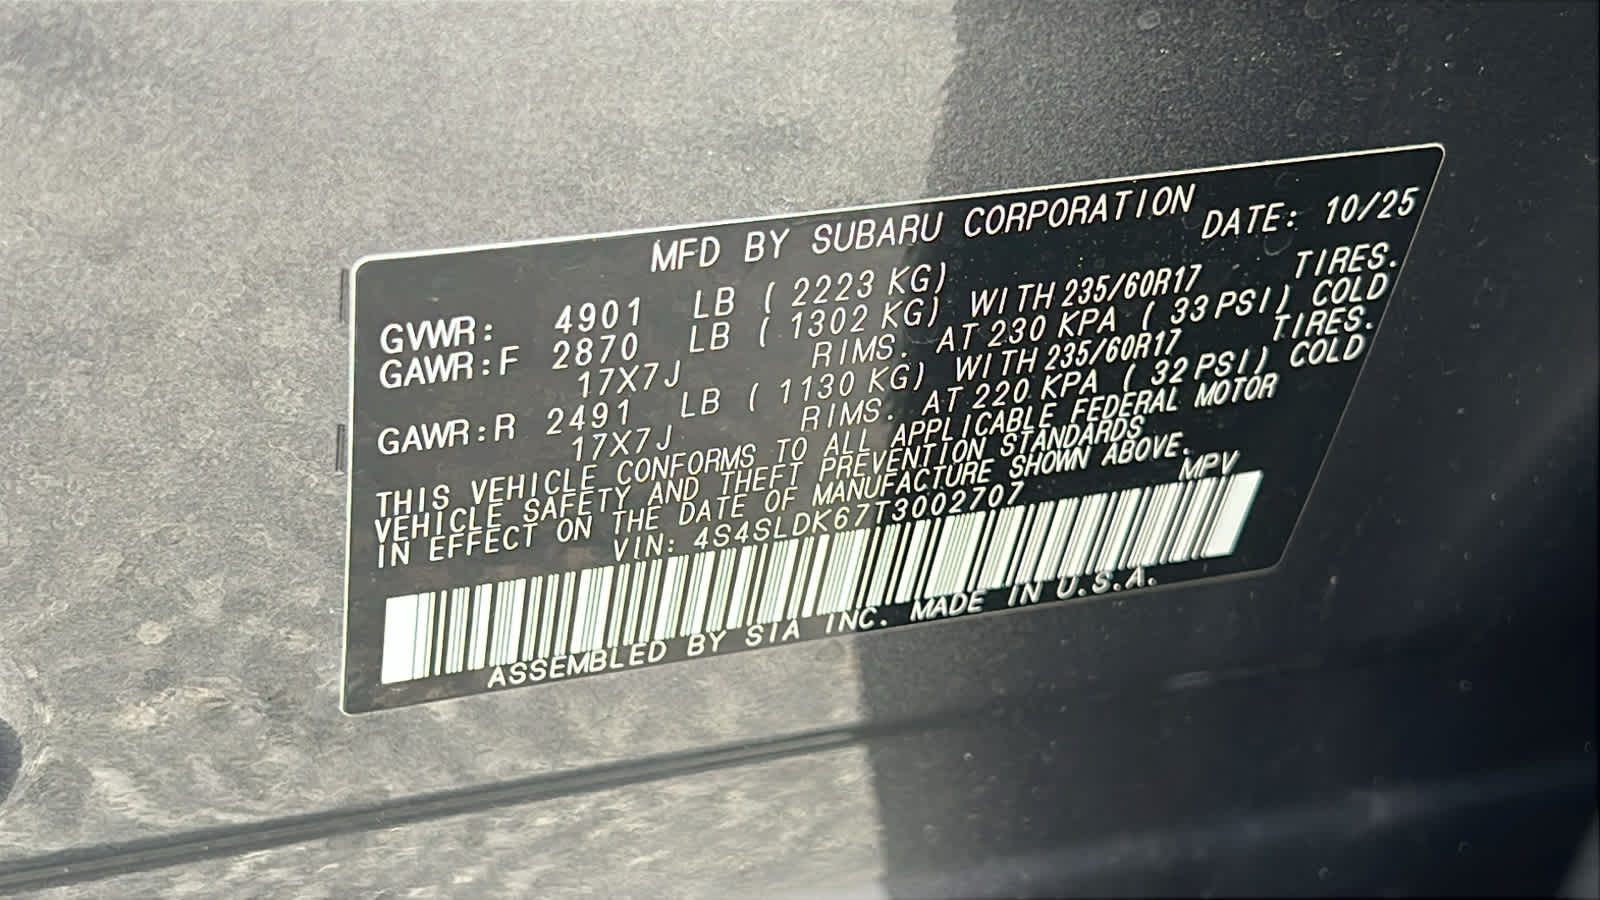 MFD BY SUBARU CORPORATION
DATE: 10/25
GVWR: 4901 LB ( 2223 KG)
GAWR:F 2870 LB ( 1302 KG) WITH 235/60R17 TIRES.
17X7J RIMS. AT 230 KPA ( 33 PSI) COLD
GAWR:R 2491 LB ( 1130 KG) WITH 235/60R17 TIRES.
17X7J RIMS. AT 220 KPA ( 32 PSI) COLD
THIS VEHICLE CONFORMS TO ALL APPLICABLE FEDERAL MOTOR
VEHICLE SAFETY AND THEFT PREVENTION STANDARDS
IN EFFECT ON THE DATE OF MANUFACTURE SHOWN ABOVE.
VIN: 4S4SLDK67T3002707 MPV
ASSEMBLED BY SIA INC. MADE IN U.S.A.